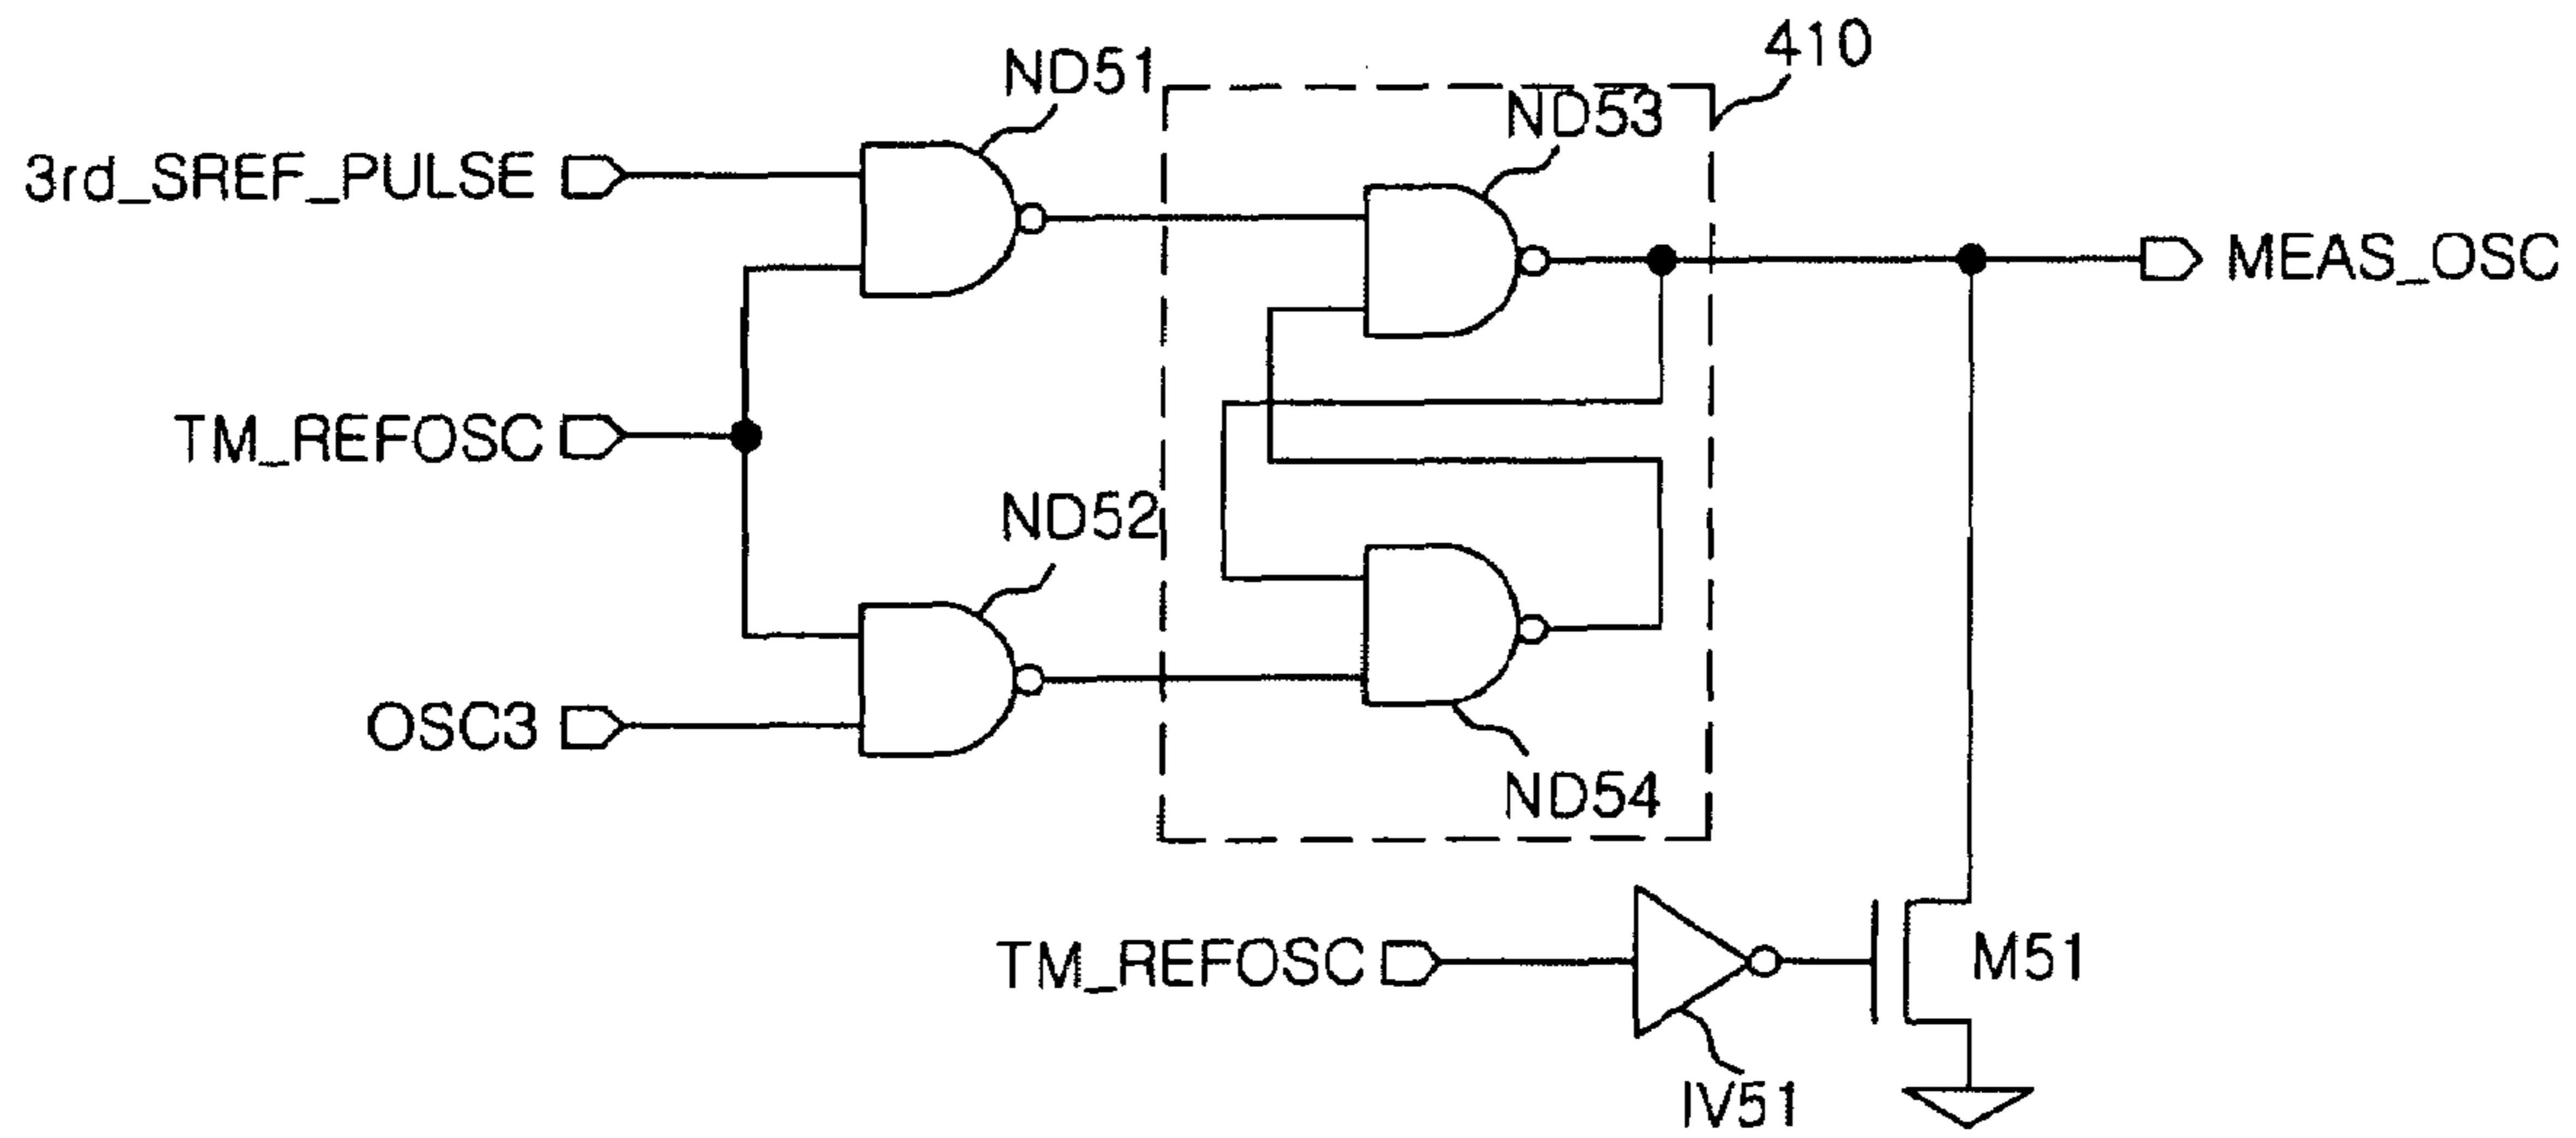 410
ND51
ND53
3rd_SREF_PULSE
MEAS_OSC
TM_REFOSC
ND52
OSC3
ND54
TM_REFOSC
M51
IV51